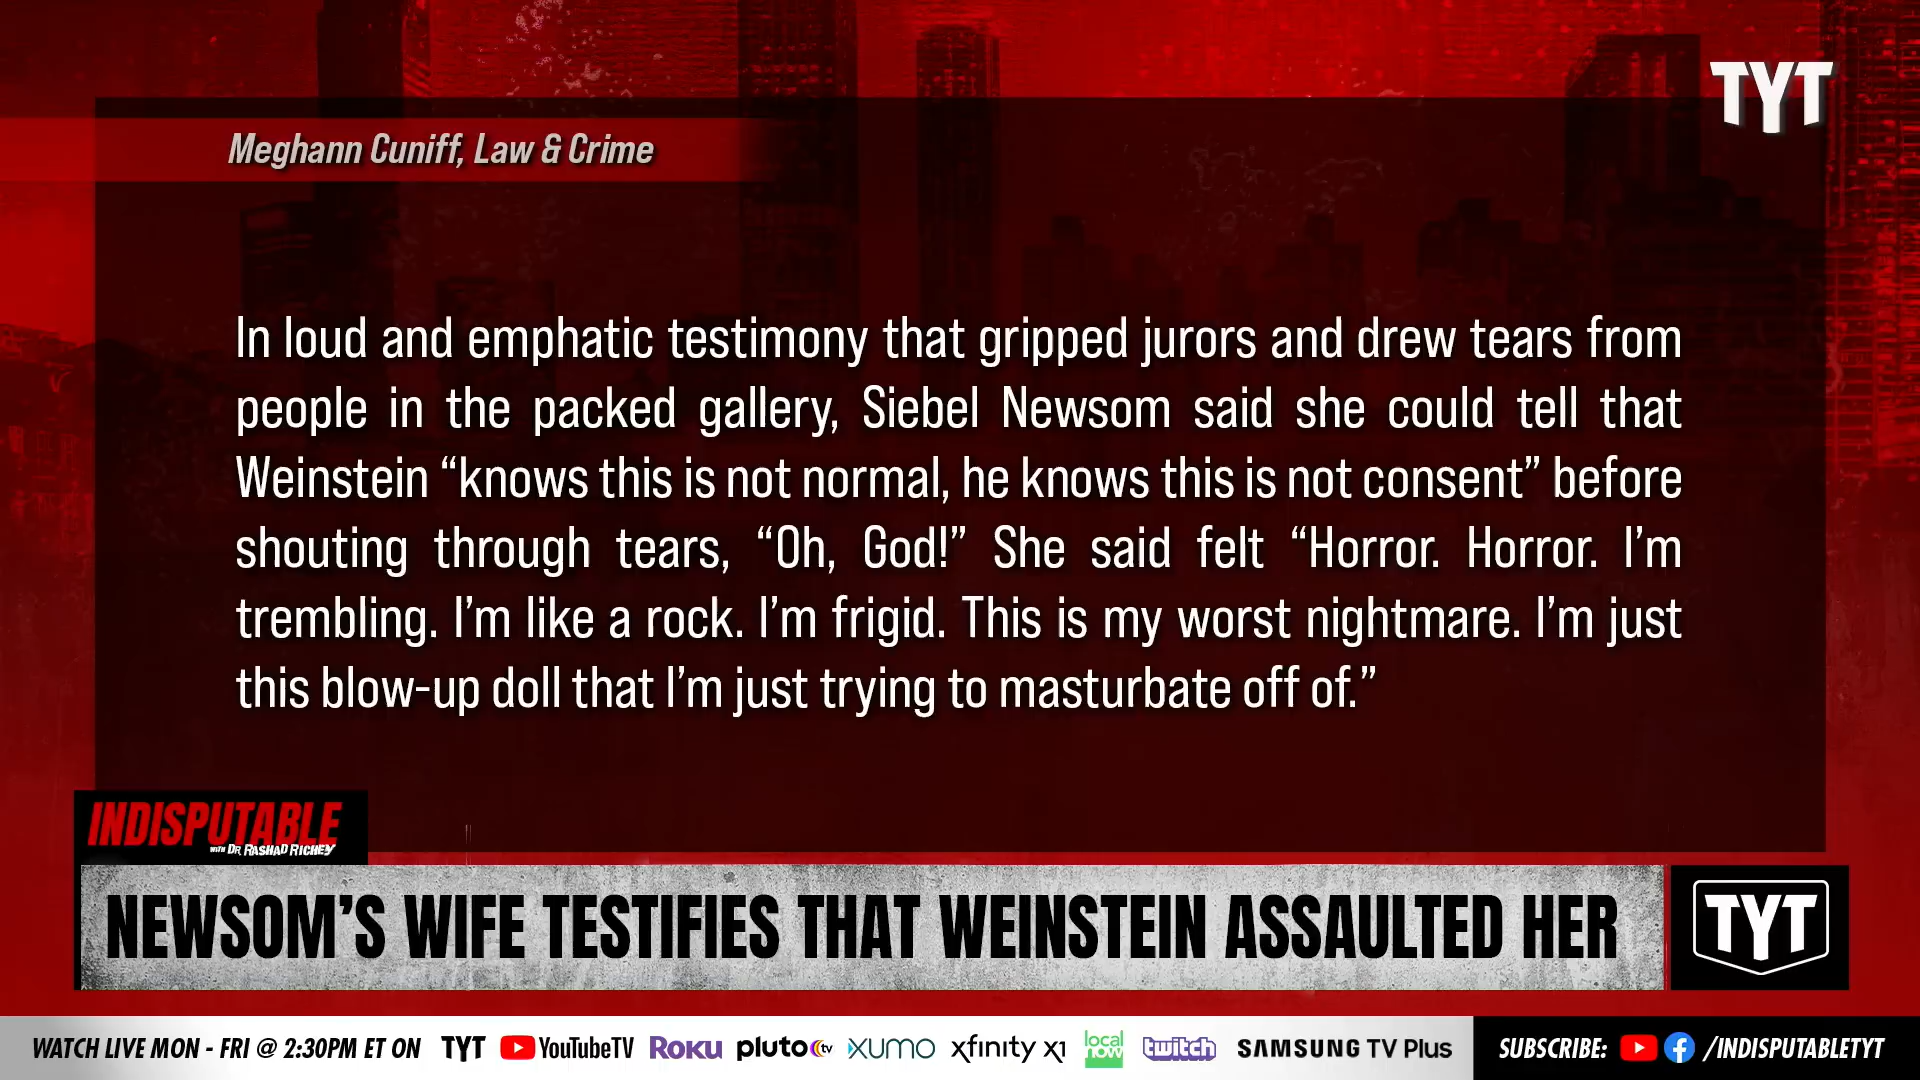 TYT
Meghann Cuniff, Law & Crime
In loud and emphatic testimony that gripped jurors and drew tears from
people in the packed gallery, Siebel Newsom said she could tell that
Weinstein “knows this is not normal, he knows this is not consent” before
shouting through tears, “Oh, God!” She said felt “Horror. Horror. I’m
trembling. I’m like a rock. I’m frigid. This is my worst nightmare. I’m just
this blow-up doll that I’m just trying to masturbate off of.”
INDISPUTABLE
WITH DR RASHAD RICHEY
NEWSOM’S WIFE TESTIFIES THAT WEINSTEIN ASSAULTED HER
TYT
WATCH LIVE MON - FRI @ 2:30PM ET ON TYT YouTubeTV ROKU pluto tv XUMO xfinity X1 local now twitch SAMSUNG TV Plus SUBSCRIBE: /INDISPUTABLETYT